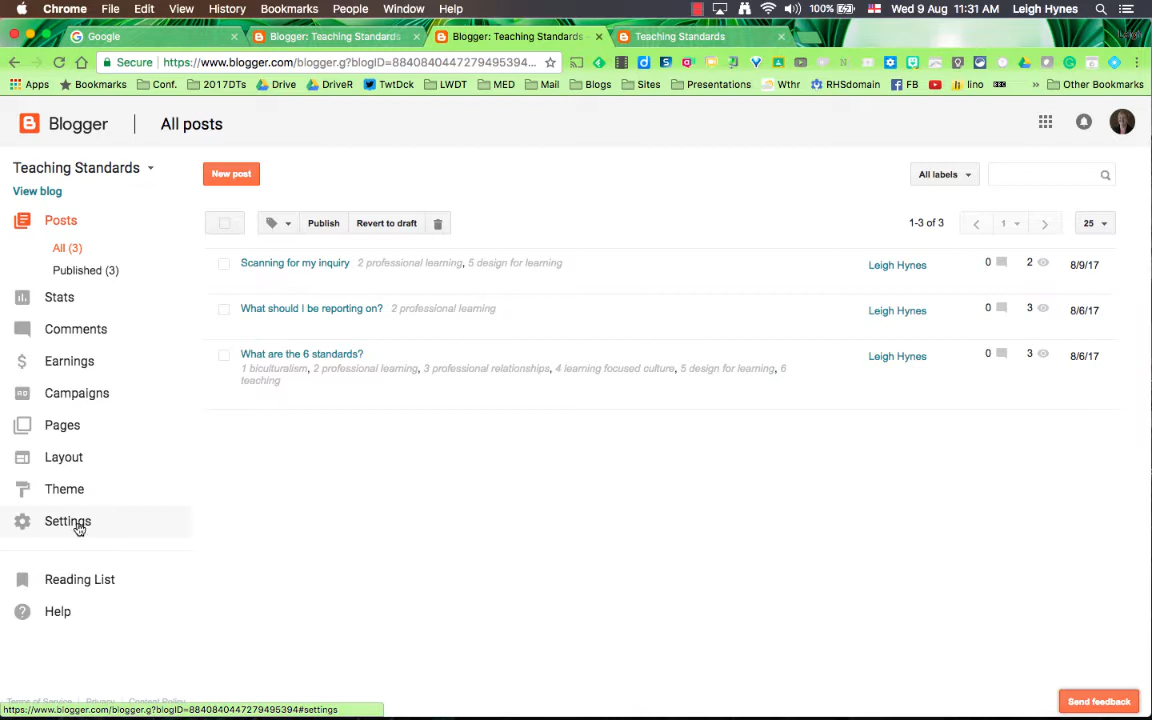 Chrome File Edit View History Bookmarks People Window Help 100% Wed 9 Aug 11:31 AM Leigh Hynes
Google Blogger: Teaching Standards Blogger: Teaching Standards Teaching Standards
Secure https://www.blogger.com/blogger.g?blogID=8840840447279495394...
Apps Bookmarks Conf. 2017DTs Drive DriveR TwtDck LWDT MED Mail Blogs Sites Presentations Wthr RHSdomain FB lino » Other Bookmarks
Blogger All posts
Teaching Standards
View blog
New post All labels
Posts
All (3)
Published (3)
Publish Revert to draft 1-3 of 3 1 25
Scanning for my inquiry 2 professional learning, 5 design for learning Leigh Hynes 0 2 8/9/17
What should I be reporting on? 2 professional learning Leigh Hynes 0 3 8/6/17
What are the 6 standards? Leigh Hynes 0 3 8/6/17
1 biculturalism, 2 professional learning, 3 professional relationships, 4 learning focused culture, 5 design for learning, 6
teaching
Stats
Comments
Earnings
Campaigns
Pages
Layout
Theme
Settings
Reading List
Help
Terms of Service Privacy Content Policy
https://www.blogger.com/blogger.g?blogID=8840840447279495394#settings
Send feedback